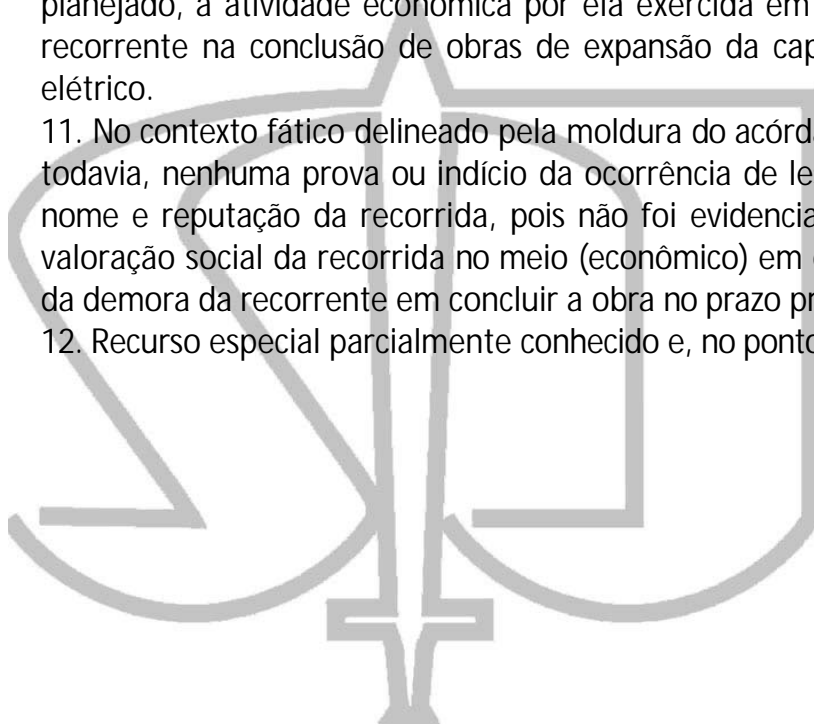 planejado, a atividade econômica por ela exercida em
recorrente na conclusão de obras de expansão da cap
elétrico.
11. No contexto fático delineado pela moldura do acórd
todavia, nenhuma prova ou indício da ocorrência de le
nome e reputação da recorrida, pois não foi evidencia
valoração social da recorrida no meio (econômico) em
da demora da recorrente em concluir a obra no prazo pr
12. Recurso especial parcialmente conhecido e, no ponto